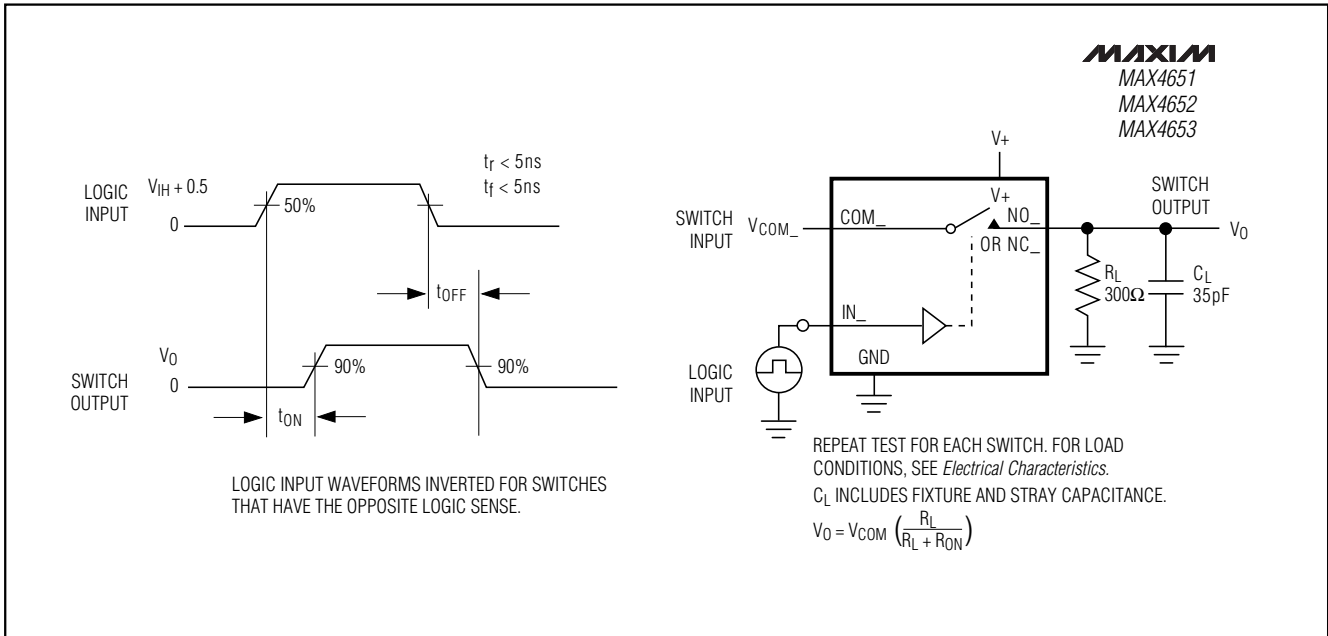 MAXIM
MAX4651
MAX4652
MAX4653
LOGIC
INPUT
VIH + 0.5
0
50%
tr < 5ns
tf < 5ns
tOFF
VO
0
SWITCH
OUTPUT
90%
90%
tON
LOGIC INPUT WAVEFORMS INVERTED FOR SWITCHES
THAT HAVE THE OPPOSITE LOGIC SENSE.
V+
V+
SWITCH
INPUT
VCOM_
COM_
NO_
OR NC_
SWITCH
OUTPUT
VO
RL
300Ω
CL
35pF
IN_
GND
LOGIC
INPUT
REPEAT TEST FOR EACH SWITCH. FOR LOAD
CONDITIONS, SEE Electrical Characteristics.
CL INCLUDES FIXTURE AND STRAY CAPACITANCE.
VO = VCOM (RL / RL + RON)